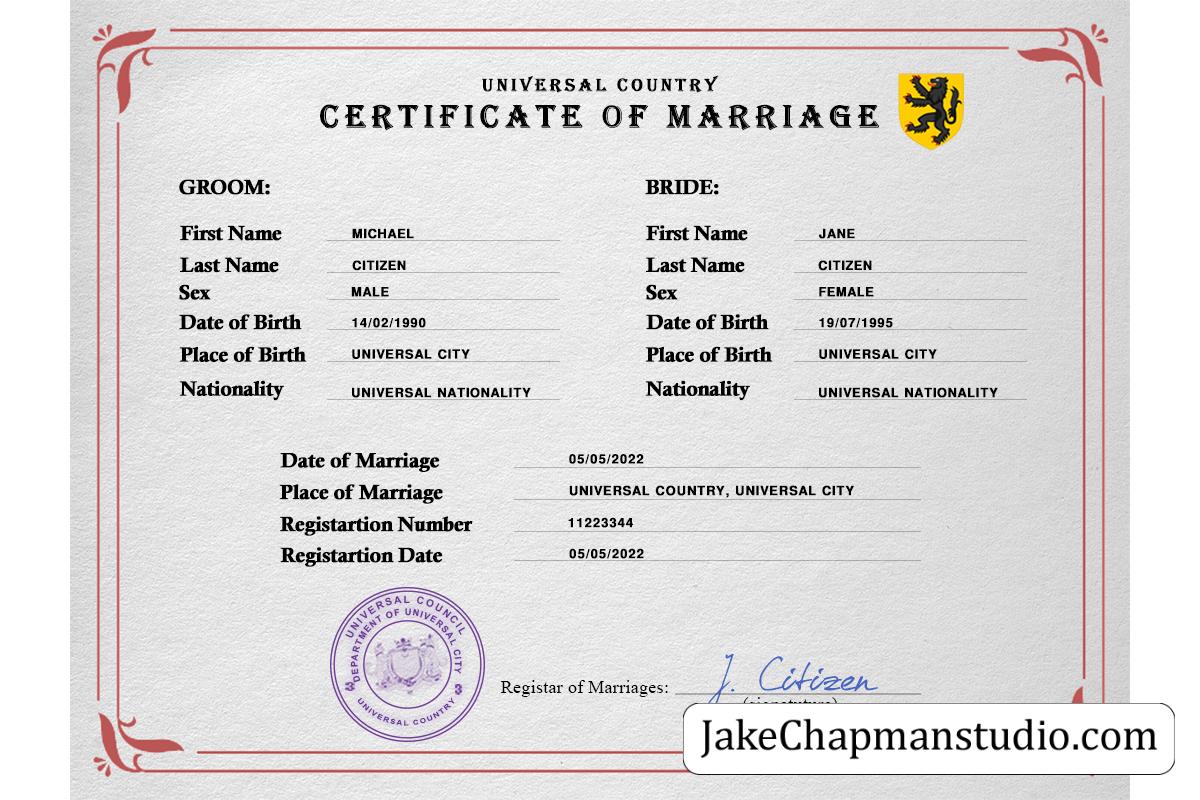 UNIVERSAL COUNTRY
CERTIFICATE OF MARRIAGE
GROOM:
First Name MICHAEL
Last Name CITIZEN
Sex MALE
Date of Birth 14/02/1990
Place of Birth UNIVERSAL CITY
Nationality UNIVERSAL NATIONALITY
BRIDE:
First Name JANE
Last Name CITIZEN
Sex FEMALE
Date of Birth 19/07/1995
Place of Birth UNIVERSAL CITY
Nationality UNIVERSAL NATIONALITY
Date of Marriage 05/05/2022
Place of Marriage UNIVERSAL COUNTRY, UNIVERSAL CITY
Registartion Number 11223344
Registartion Date 05/05/2022
UNIVERSAL COUNCIL
DEPARTMENT OF UNIVERSAL CITY
UNIVERSAL COUNTRY
Registar of Marriages: J. Citizen
JakeChapmanstudio.com